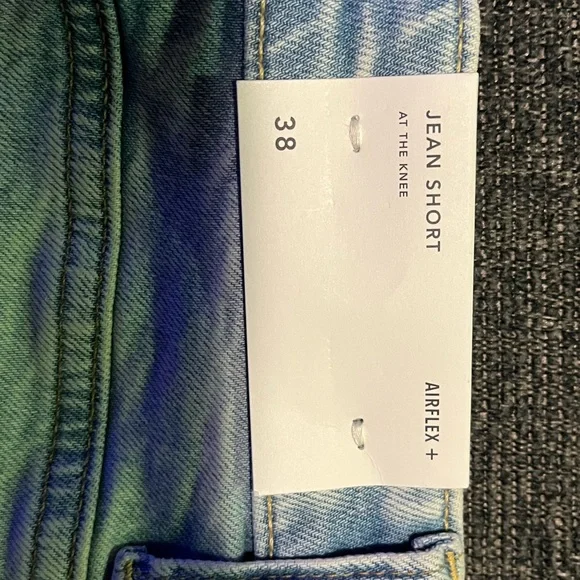 JEAN SHORT
AIRFLEX +
AT THE KNEE
38